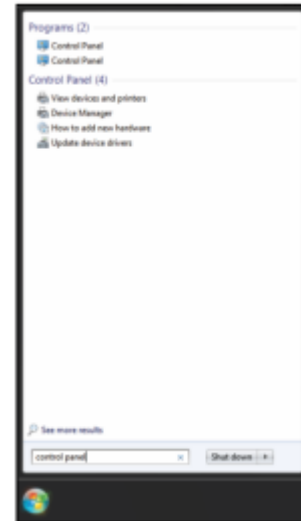 Programs (2)
Control Panel
Control Panel
Control Panel (4)
View devices and printers
Device Manager
How to add new hardware
Update device drivers
See more results
control panel
Shut down